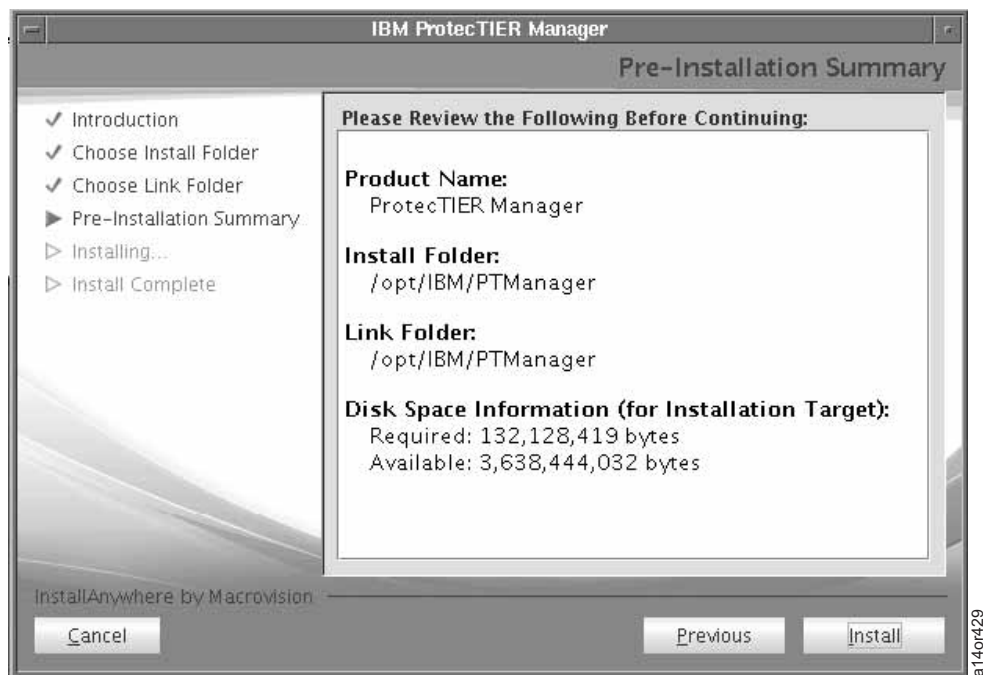 IBM ProtecTIER Manager
Pre-Installation Summary
Introduction
Choose Install Folder
Choose Link Folder
Pre-Installation Summary
Installing...
Install Complete
Please Review the Following Before Continuing:
Product Name:
ProtecTIER Manager
Install Folder:
/opt/IBM/PTManager
Link Folder:
/opt/IBM/PTManager
Disk Space Information (for Installation Target):
Required: 132,128,419 bytes
Available: 3,638,444,032 bytes
InstallAnywhere by Macrovision
Cancel
Previous
Install
a14or429